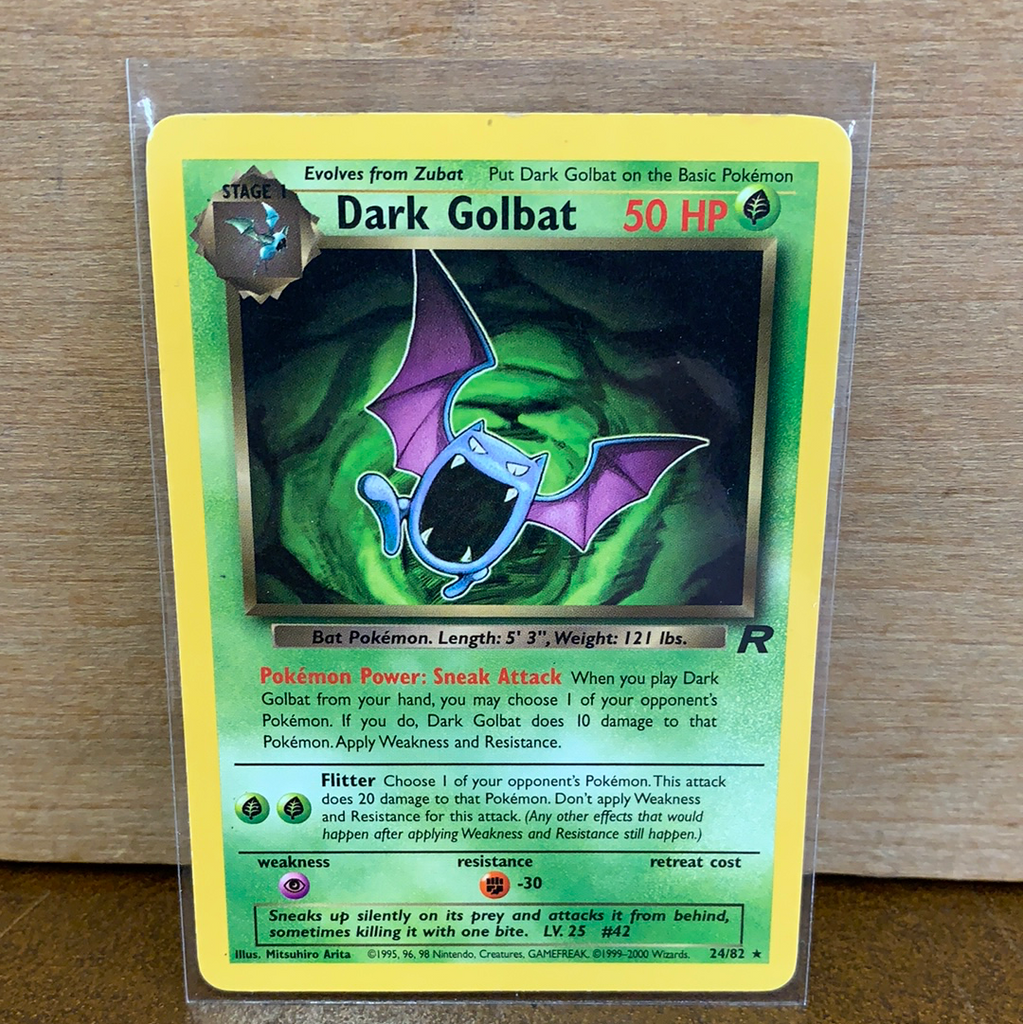 Evolves from Zubat Put Dark Golbat on the Basic Pokémon
STAGE 1
Dark Golbat 50 HP
Bat Pokémon. Length: 5' 3", Weight: 121 lbs.
R
Pokémon Power: Sneak Attack When you play Dark
Golbat from your hand, you may choose 1 of your opponent's
Pokémon. If you do, Dark Golbat does 10 damage to that
Pokémon. Apply Weakness and Resistance.
Flitter Choose 1 of your opponent's Pokémon. This attack
does 20 damage to that Pokémon. Don't apply Weakness
and Resistance for this attack. (Any other effects that would
happen after applying Weakness and Resistance still happen.)
weakness resistance retreat cost
-30
Sneaks up silently on its prey and attacks it from behind,
sometimes killing it with one bite. LV. 25 #42
Illus. Mitsuhiro Arita ©1995, 96, 98 Nintendo, Creatures, GAMEFREAK. ©1999-2000 Wizards. 24/82 ★